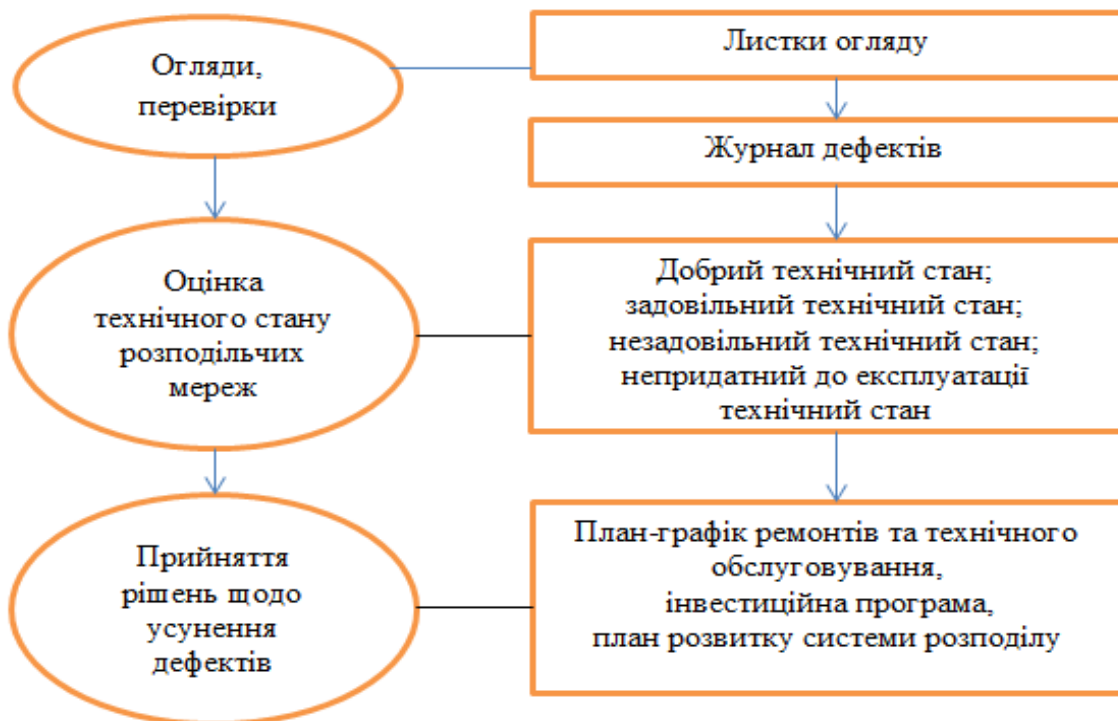 Огляди,
перевірки
Листки огляду
Журнал дефектів
Оцінка
технічного стану
розподільчих
мереж
Добрий технічний стан;
задовільний технічний стан;
незадовільний технічний стан;
непридатний до експлуатації
технічний стан
Прийняття
рішень щодо
усунення
дефектів
План-графік ремонтів та технічного
обслуговування,
інвестиційна програма,
план розвитку системи розподілу